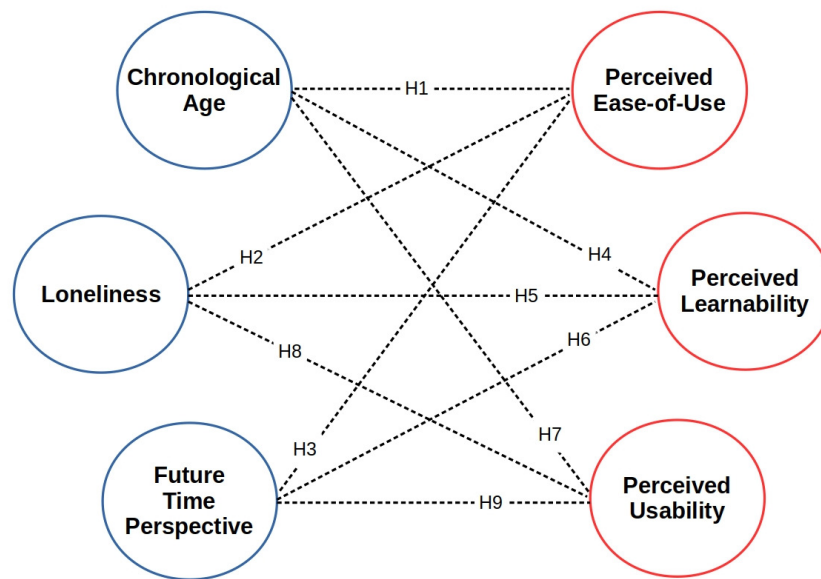 Chronological
Age
H1
Perceived
Ease-of-Use
H2
H4
Loneliness
H5
Perceived
Learnability
H6
H8
H3
H7
Future
Time
Perspective
H9
Perceived
Usability